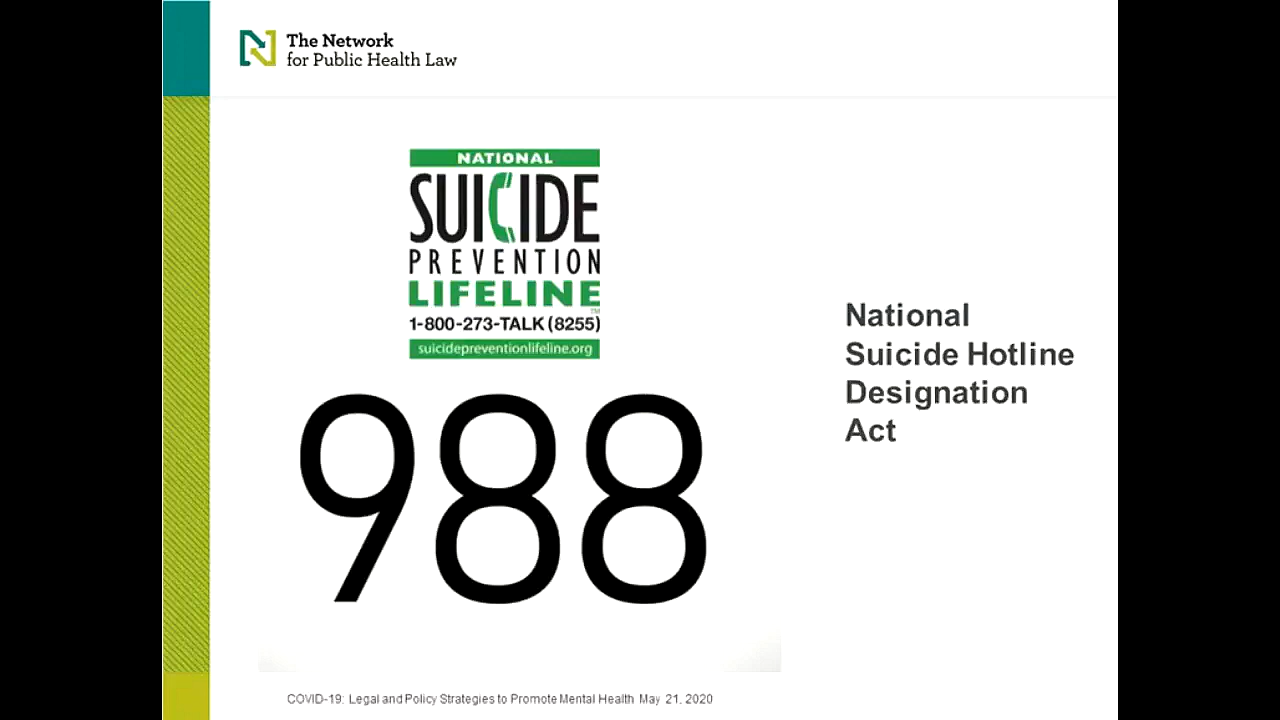 The Network
for Public Health Law
NATIONAL
SUICIDE
PREVENTION
LIFELINE
TM
1-800-273-TALK (8255)
suicidepreventionlifeline.org
988
National
Suicide Hotline
Designation
Act
COVID-19: Legal and Policy Strategies to Promote Mental Health May 21, 2020